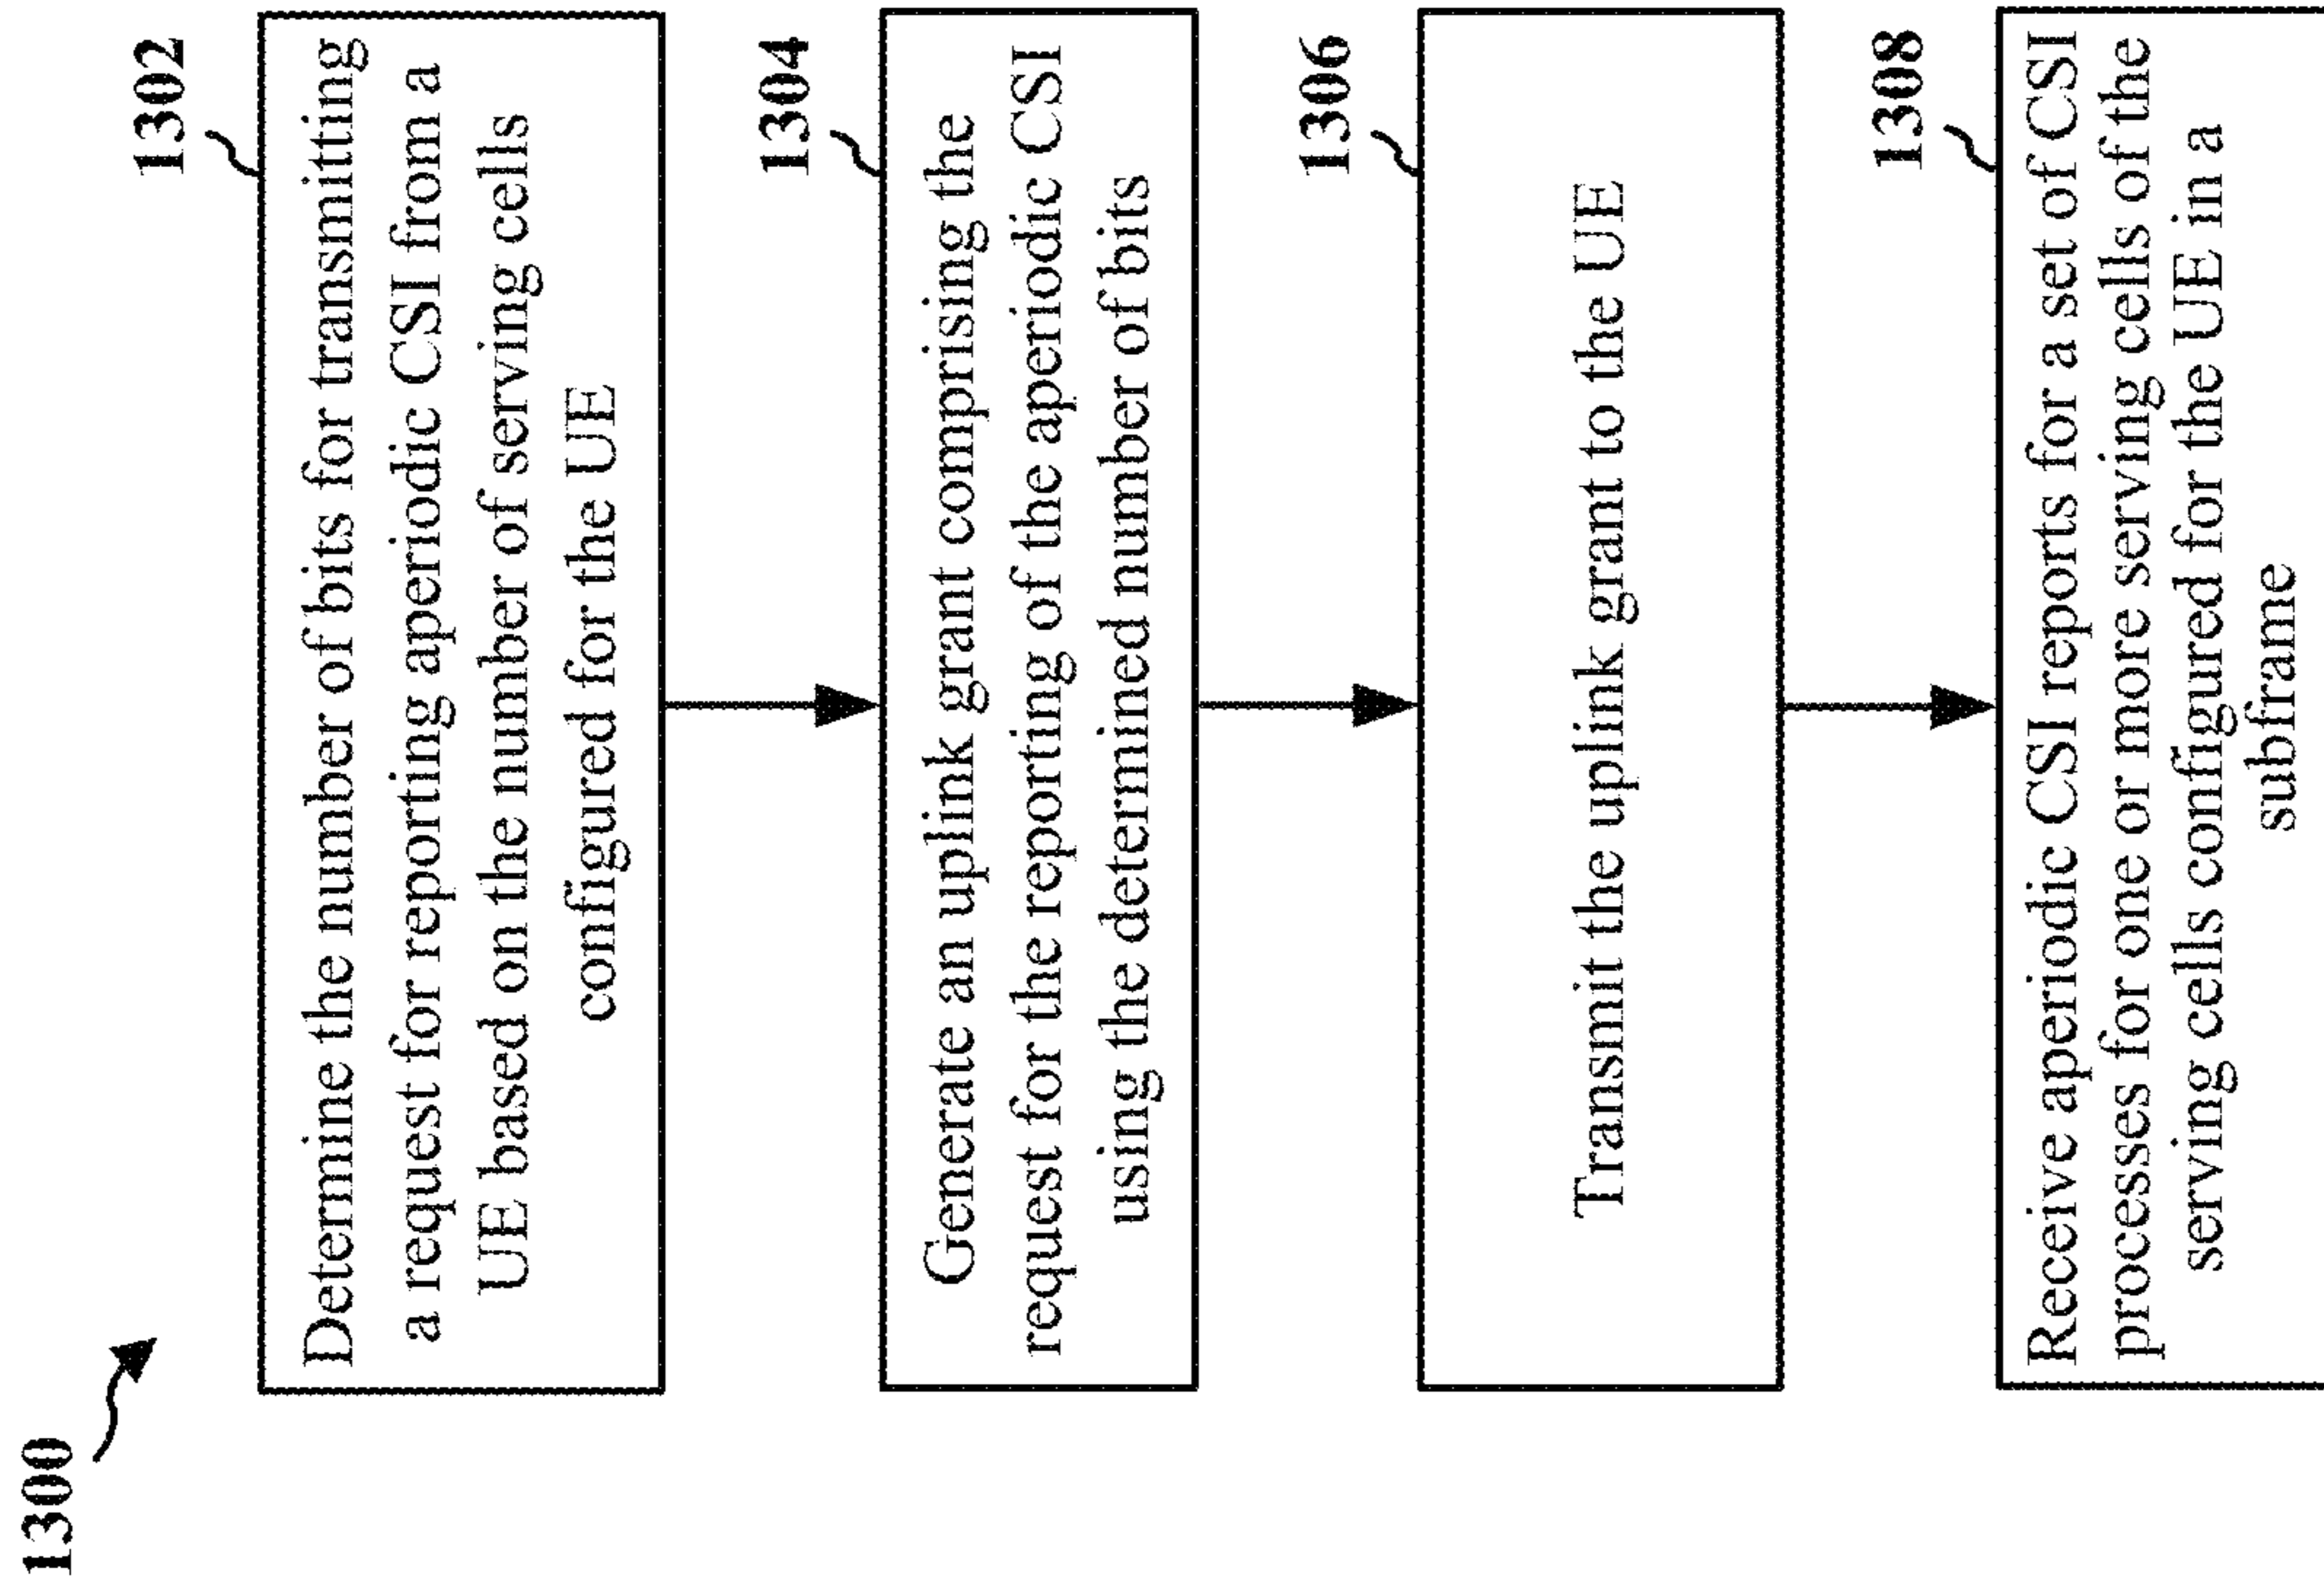 1300
1302
Determine the number of bits for transmitting
a request for reporting aperiodic CSI from a
UE based on the number of serving cells
configured for the UE
1304
Generate an uplink grant comprising the
request for the reporting of the aperiodic CSI
using the determined number of bits
1306
Transmit the uplink grant to the UE
1308
Receive aperiodic CSI reports for a set of CSI
processes for one or more serving cells of the
serving cells configured for the UE in a
subframe